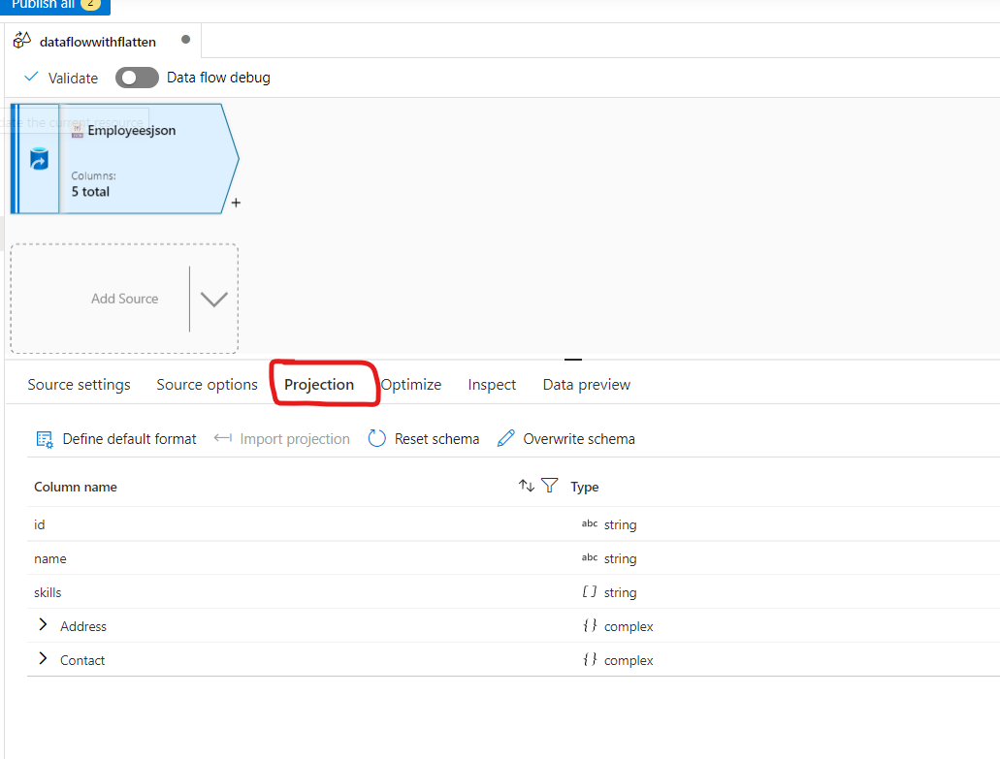 Publish all 2
dataflowwithflatten
Validate Data flow debug
Employeesjson
Columns:
5 total
+
Add Source
Source settings Source options Projection Optimize Inspect Data preview
Define default format Import projection Reset schema Overwrite schema
Column name Type
id abc string
name abc string
skills [ ] string
Address { } complex
Contact { } complex